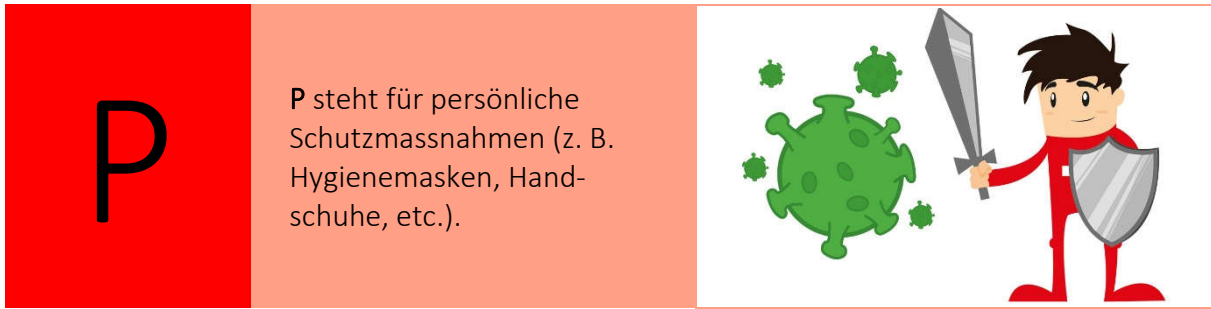 P
P steht für persönliche
Schutzmassnahmen (z. B.
Hygienemasken, Hand-
schuhe, etc.).